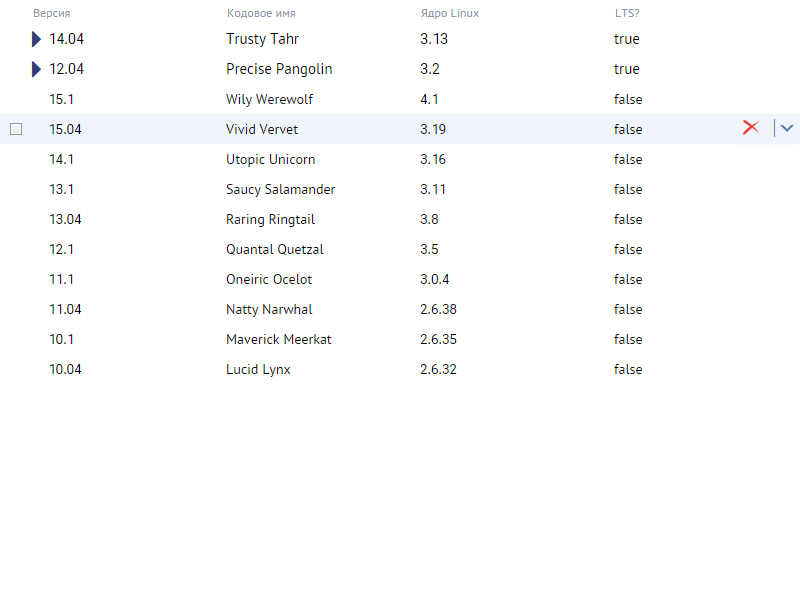 Версия Кодовое имя Ядро Linux LTS?
14.04 Trusty Tahr 3.13 true
12.04 Precise Pangolin 3.2 true
15.1 Wily Werewolf 4.1 false
15.04 Vivid Vervet 3.19 false
14.1 Utopic Unicorn 3.16 false
13.1 Saucy Salamander 3.11 false
13.04 Raring Ringtail 3.8 false
12.1 Quantal Quetzal 3.5 false
11.1 Oneiric Ocelot 3.0.4 false
11.04 Natty Narwhal 2.6.38 false
10.1 Maverick Meerkat 2.6.35 false
10.04 Lucid Lynx 2.6.32 false